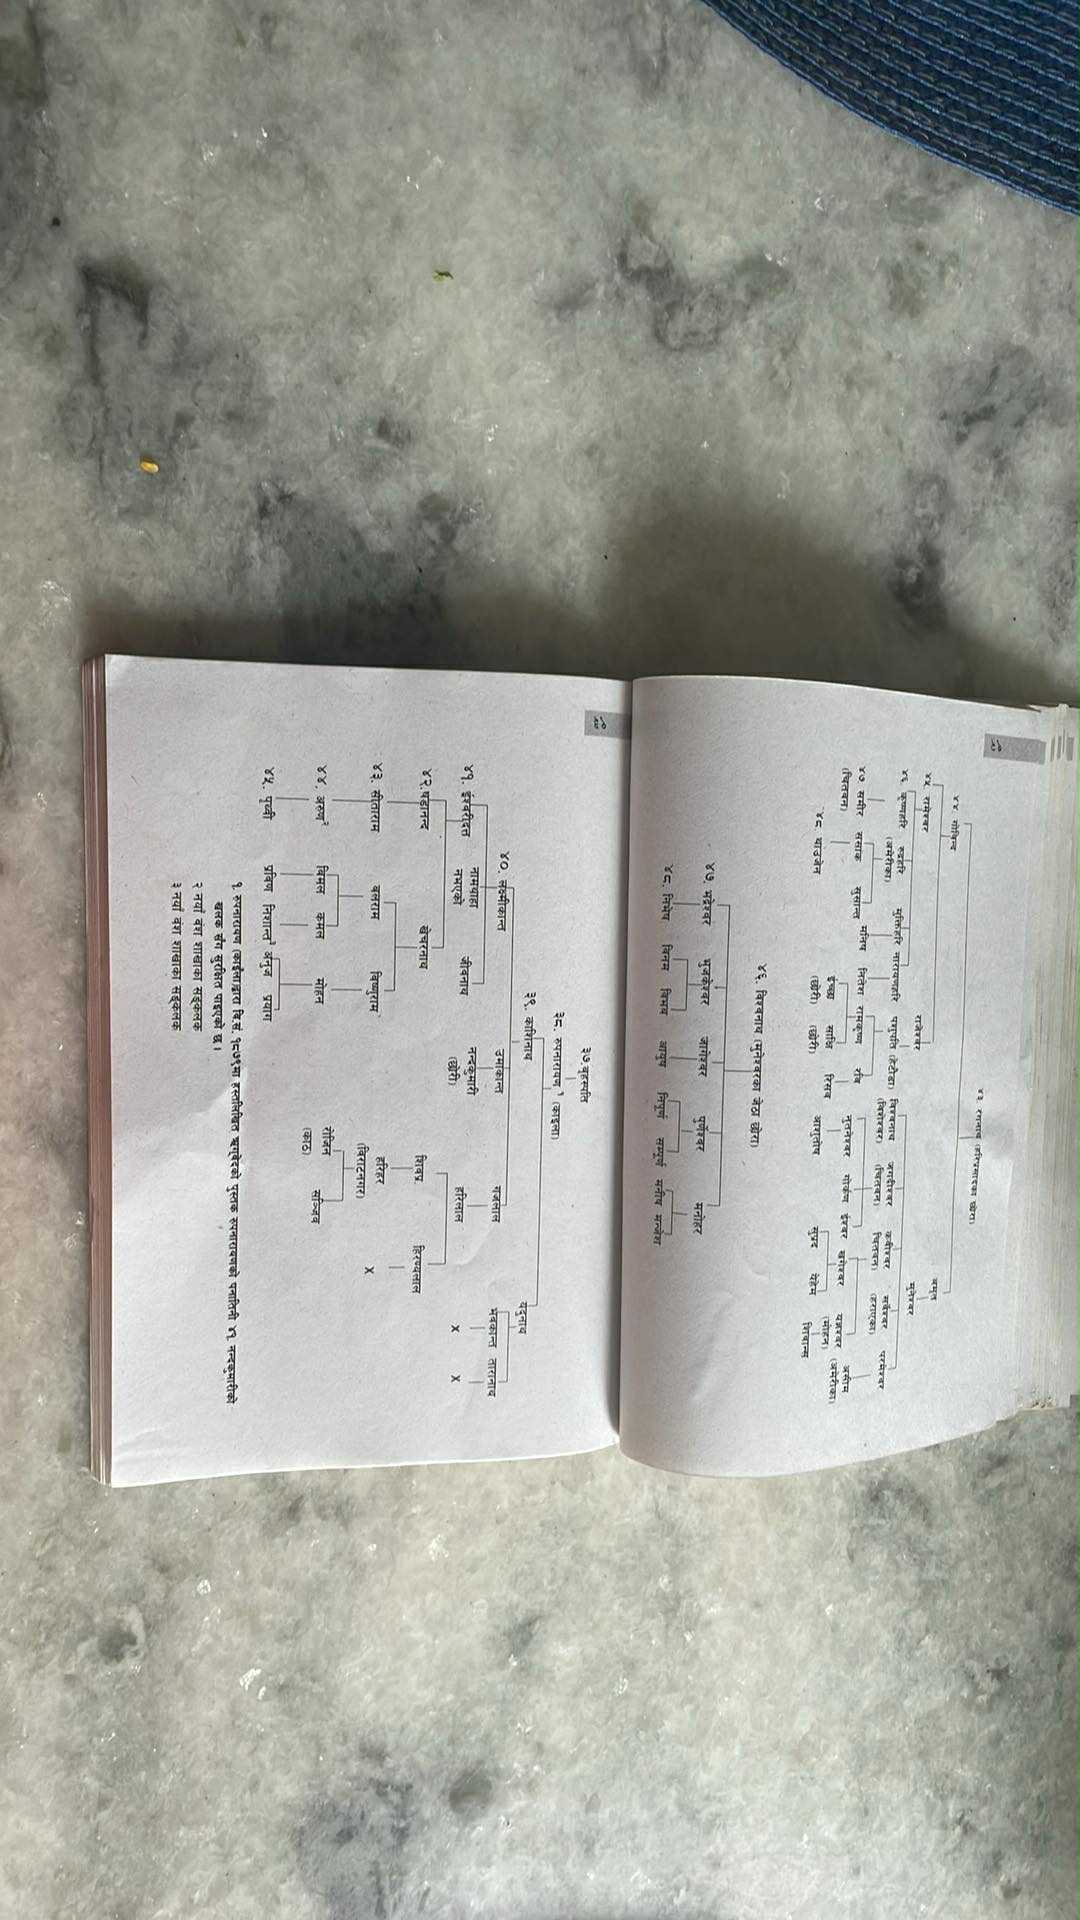 १२
४३. रगनाथ (हरिप्रसादका छोरा)
४४. गोविन्द अमृत
४५. रामेश्वर राजेश्वर मुनेश्वर
४६. कृष्णहरि रुद्रहरि मुक्तिहरि नारायणहरि पशुपति (हेटौडा) विश्वनाथ जगदीश्वर कवीश्वर सर्वेश्वर परमेश्वर
(अमेरीका) (विशेश्वर) (चितवन) चितवन) (हराएका)
४७. समीर ससांक सुसान्त मनिष नितेश रामकृष्ण रवि नुतनेश्वर गोर्कण ईश्वर खगेश्वर यज्ञश्वर असीम
(चितवन) (मोहन) (अमेरीका)
४८. थाउजेन ईच्छा साक्षि रिसव आशुतोष सुप्रद येहेम शिवान्स
(छोरी) (छोरी)
४६. विश्वनाथ (मुनेश्वरका जेठा छोरा)
४७. भद्रेश्वर भुजकेश्वर जागेश्वर पुर्णेश्वर मनोहर
४८. निभेष विनम विभव आयुष निपूर्ण सम्पूर्ण मनीष मन्जेश
१३
३७.बृहस्पति
३८. रुपनारायण १ (काइला)
३९. काशिनाथ यदुनाथ
४०. लक्ष्मीकान्त उमाकान्त गजलाल भवकान्त तारानाथ
४१. ईश्वरीदत्त नामथाहा जीवनाथ नन्दकुमारी हरिलाल X X
नभएको (छोरी)
४२.षडानन्द खेचरनाथ शिवप्र. हिरण्यलाल
४३. सीताराम बलराम विष्णुराम हरिहर X
(विराटनगर)
४४. अरुण२ बिमल कमल मोहन रोजिन सञ्जिव
(काठ)
४५. पृथ्वी प्रविण निशान्त३ अनुज प्रयाग
१. रुपनारायण (काईला)द्वारा वि.सं. १८७९मा हस्तलिखित ऋग्वेदको पुस्तक रुपनारायणको पनातिनी ४१. नन्दकुमारीको
खलक सँग सुरक्षित पाइएको छ ।
२ नयाँ वंश शाखाका सङ्कलक
३ नयाँ वंश शाखाका सङ्कलक